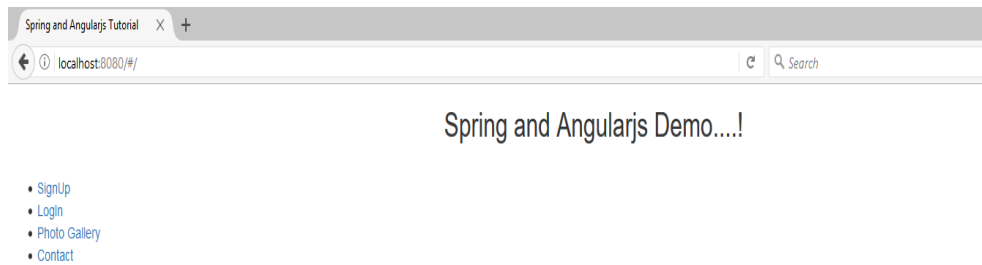 Spring and Angularjs Tutorial
localhost:8080/#/
Search
Spring and Angularjs Demo....!
• SignUp
• LogIn
• Photo Gallery
• Contact